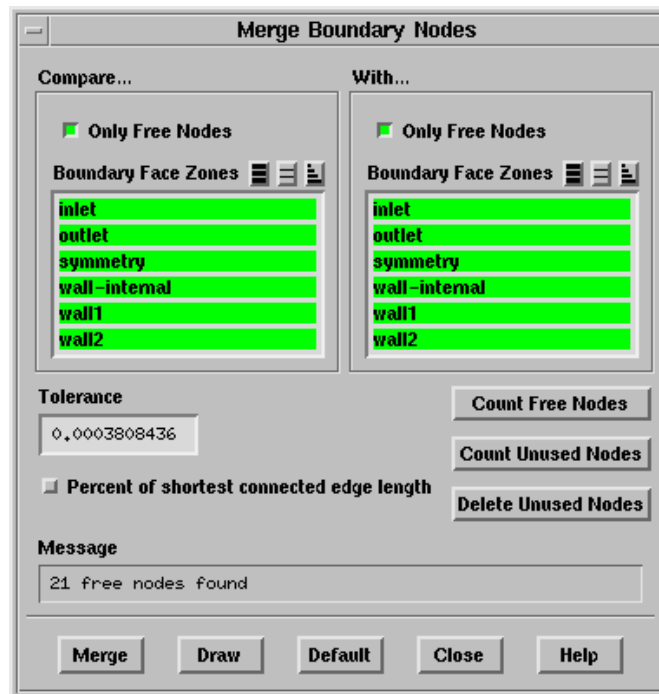 Merge Boundary Nodes
Compare...
Only Free Nodes
Boundary Face Zones
inlet
outlet
symmetry
wall-internal
wall1
wall2
With...
Only Free Nodes
Boundary Face Zones
inlet
outlet
symmetry
wall-internal
wall1
wall2
Tolerance
0.0003808436
Percent of shortest connected edge length
Count Free Nodes
Count Unused Nodes
Delete Unused Nodes
Message
21 free nodes found
Merge Draw Default Close Help